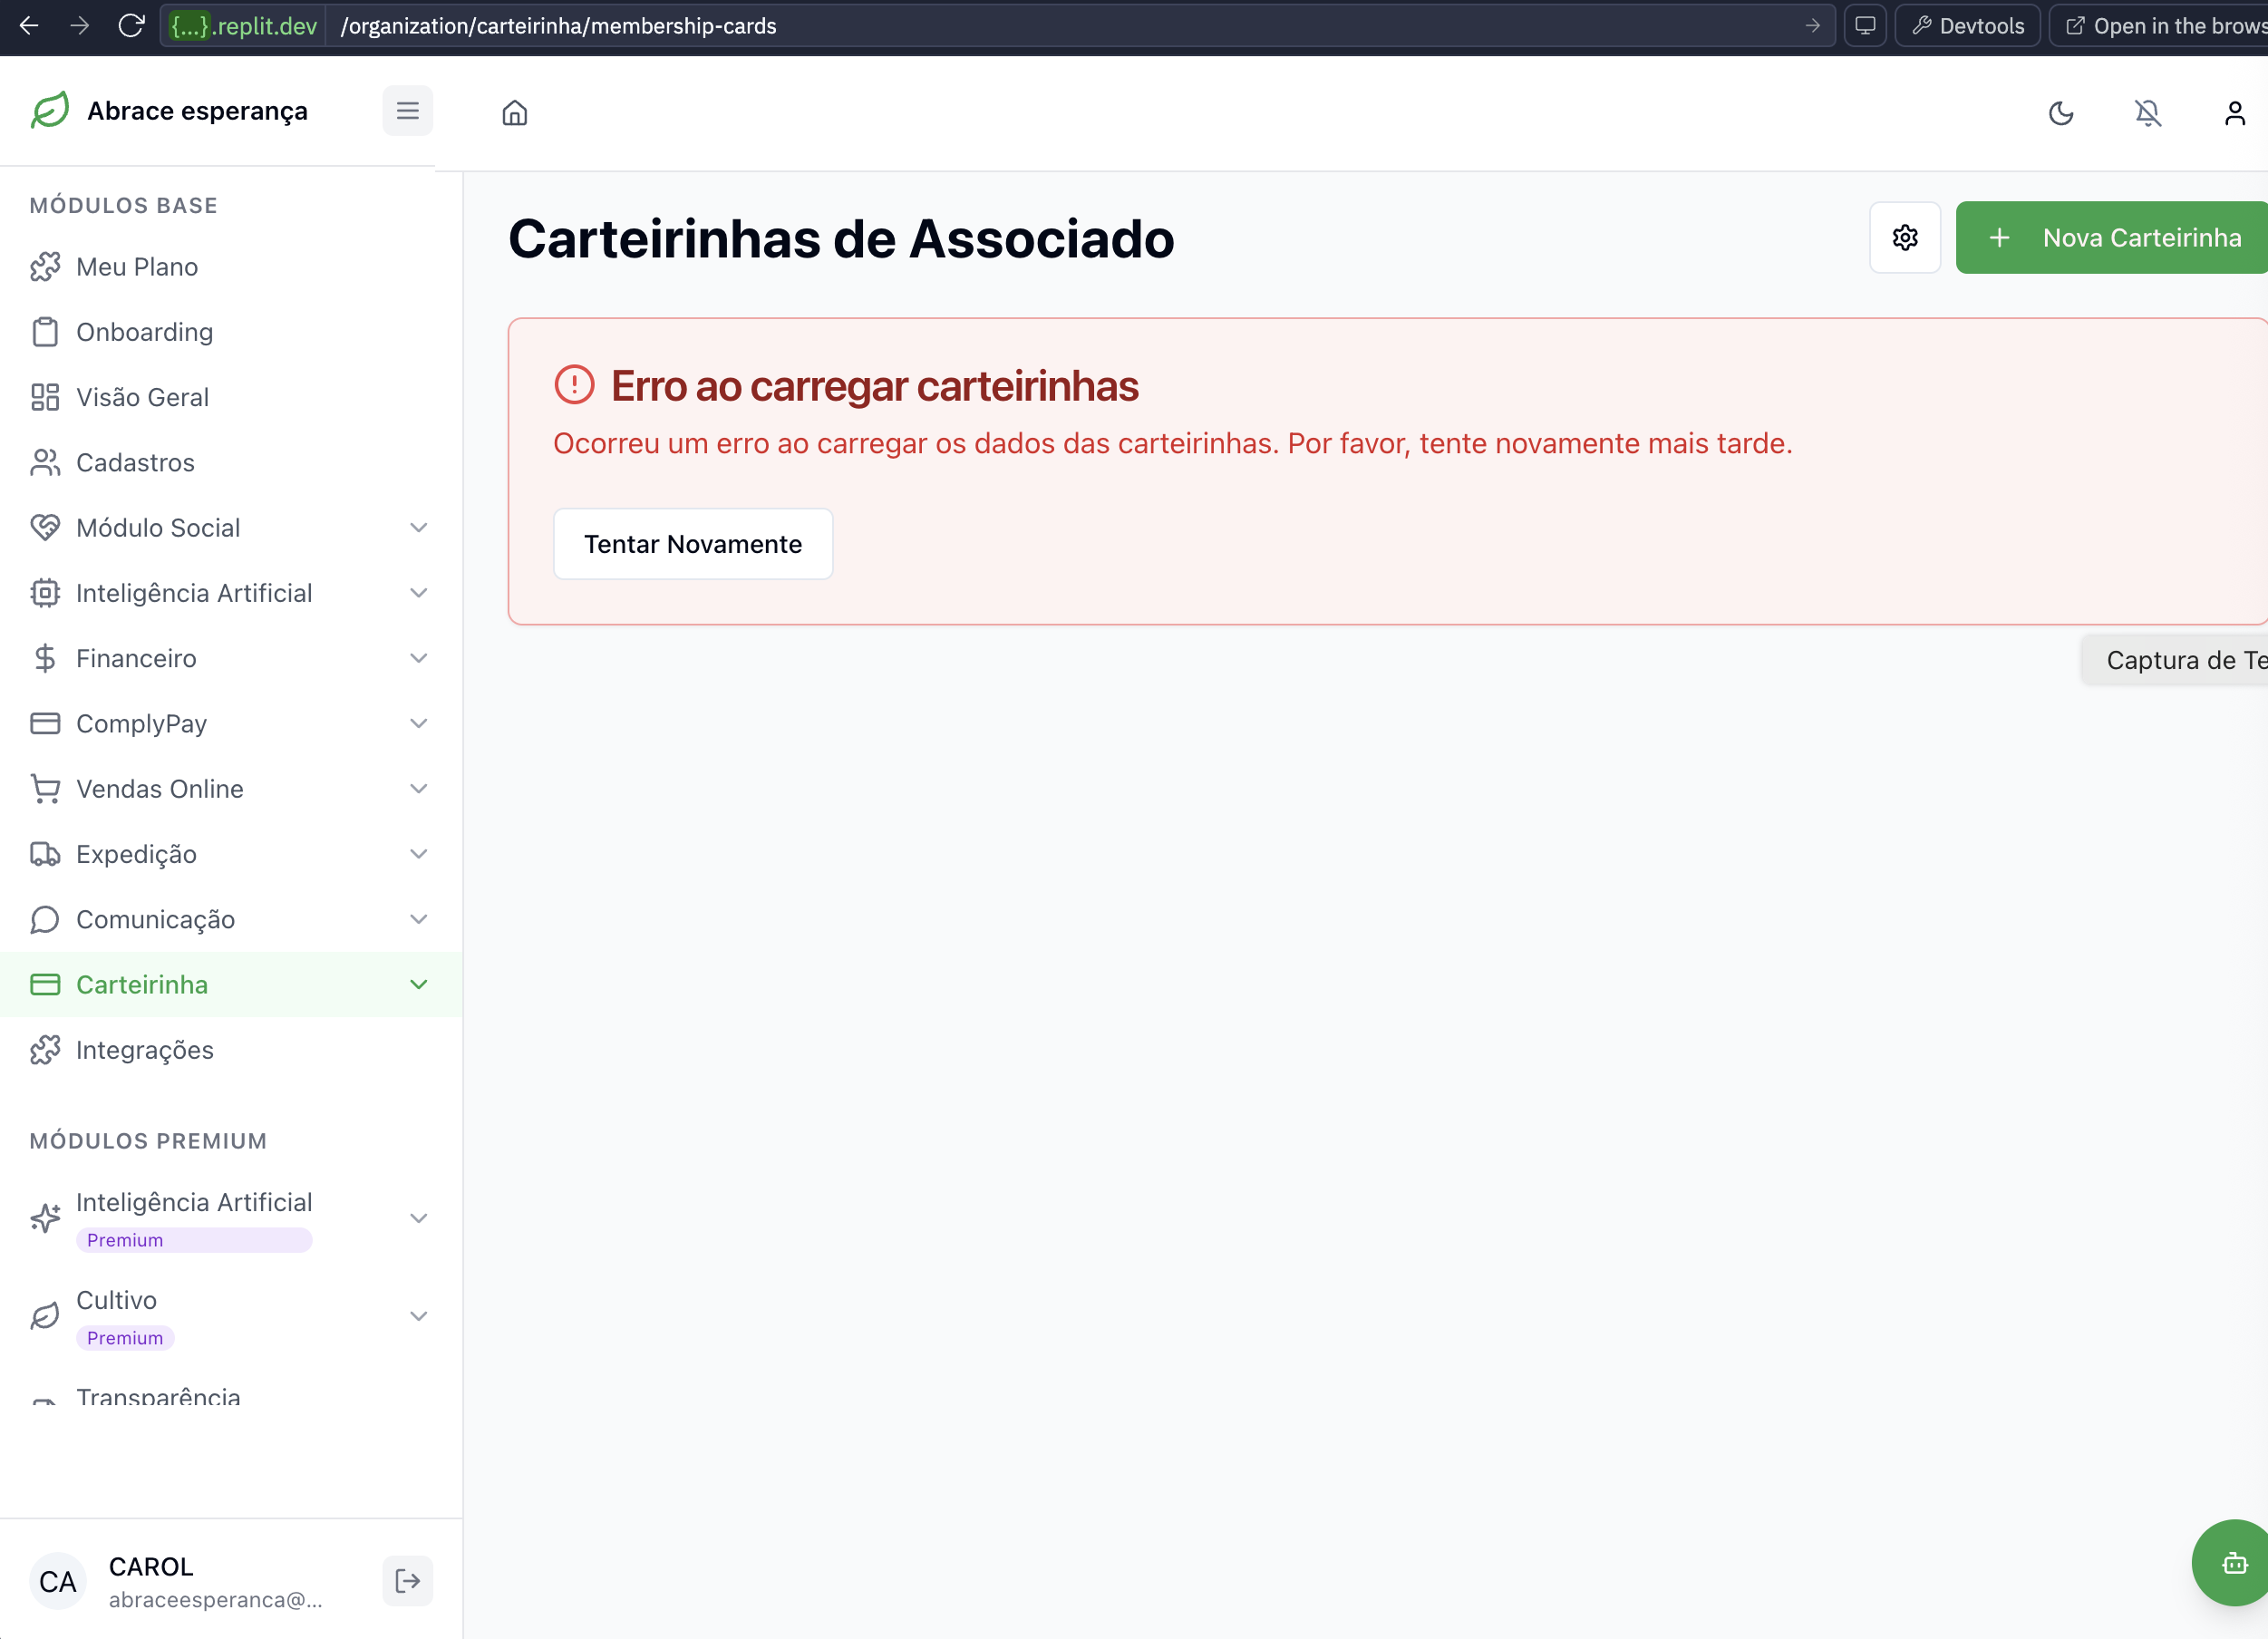 {...}.replit.dev /organization/carteirinha/membership-cards
Devtools
Open in the brows
Abrace esperança
MÓDULOS BASE
Meu Plano
Onboarding
Visão Geral
Cadastros
Módulo Social
Inteligência Artificial
Financeiro
ComplyPay
Vendas Online
Expedição
Comunicação
Carteirinha
Integrações
MÓDULOS PREMIUM
Inteligência Artificial
Premium
Cultivo
Premium
Transparência
CA
CAROL
abraceesperanca@...
Carteirinhas de Associado
+ Nova Carteirinha
Erro ao carregar carteirinhas
Ocorreu um erro ao carregar os dados das carteirinhas. Por favor, tente novamente mais tarde.
Tentar Novamente
Captura de Te